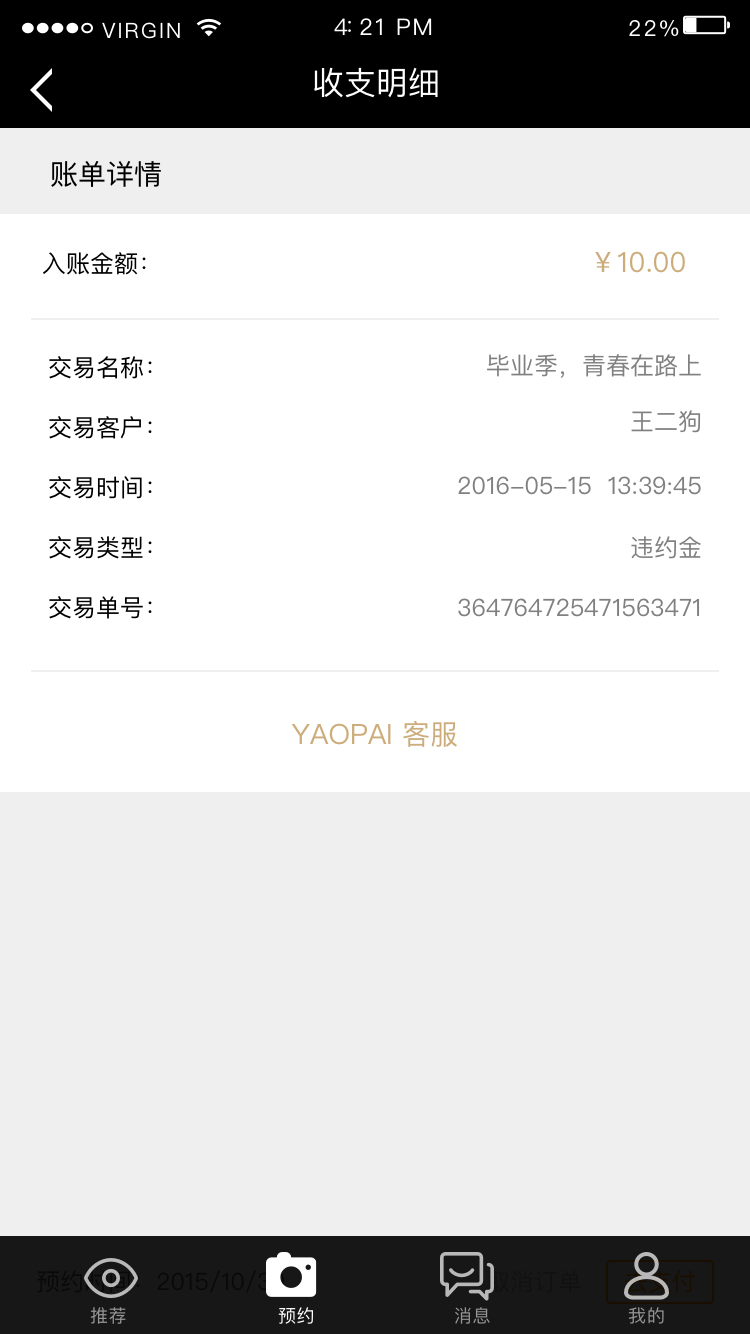 VIRGIN 4: 21 PM 22%
收支明细
账单详情
入账金额: ¥10.00
交易名称: 毕业季，青春在路上
交易客户: 王二狗
交易时间: 2016-05-15 13:39:45
交易类型: 违约金
交易单号: 364764725471563471
YAOPAI 客服
预约 2015/10/3 取消订单 付
推荐 预约 消息 我的